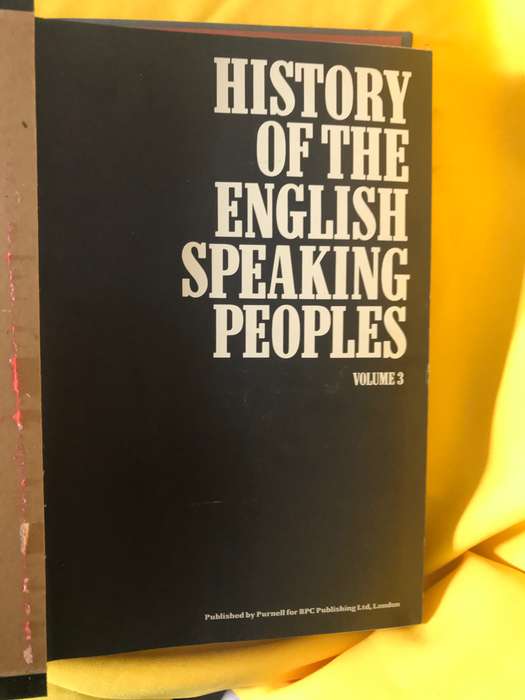 HISTORY
OF THE
ENGLISH
SPEAKING
PEOPLES
VOLUME 3
Published by Purnell for BPC Publishing Ltd, London